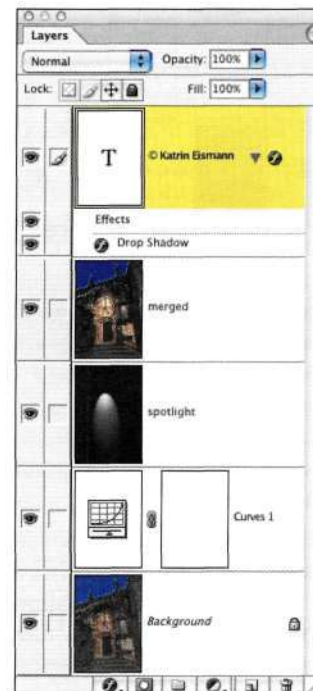 Layers
Normal Opacity: 100%
Lock: Fill: 100%
T © Katrin Eismann
Effects
Drop Shadow
merged
spotlight
Curves 1
Background